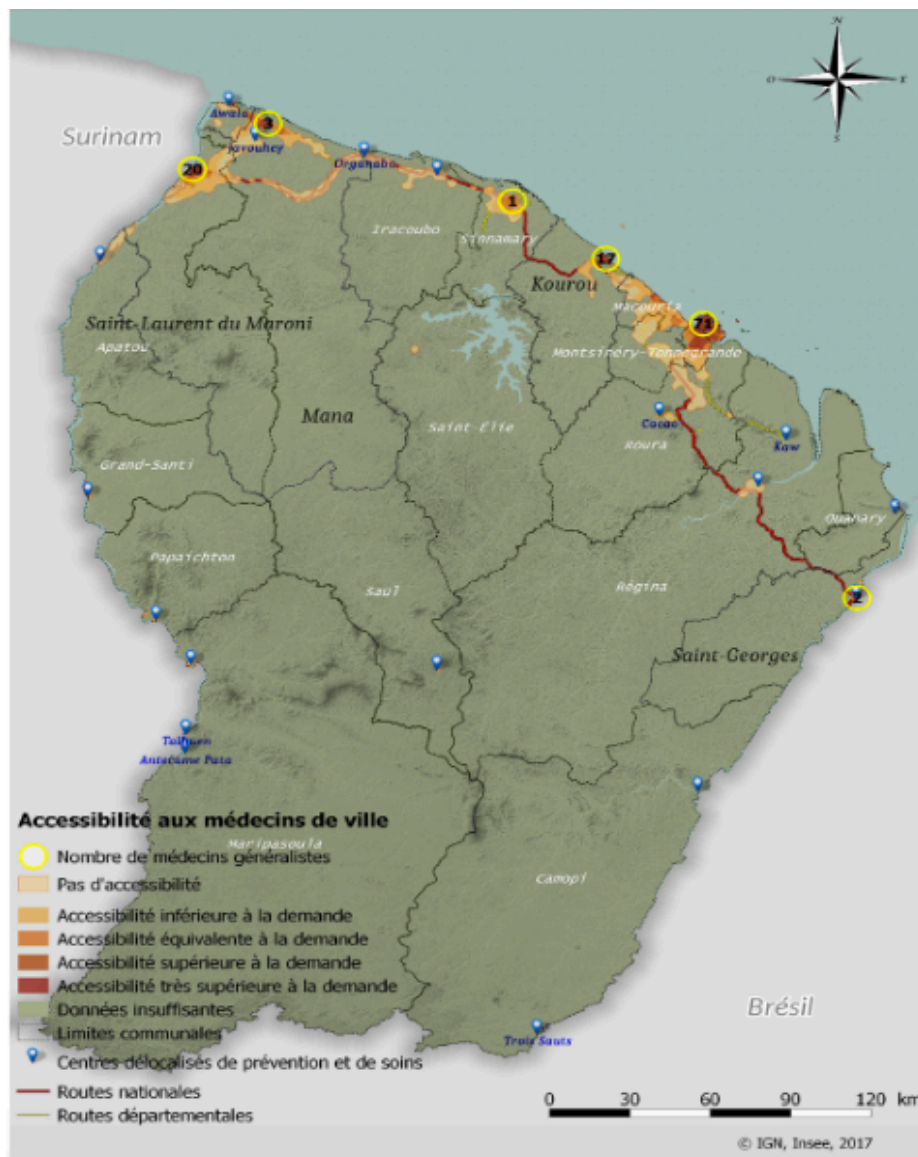 N
O
E
S
Surinam
Awala
3
Javouhey
20
Organabo
Iracoubo
1
Sinnamary
17
Kourou
Macouria
71
Saint-Laurent du Maroni
Apatou
Montsinéry-Tonnegrande
Mana
Saint-Élie
Cacao
Roura
Kaw
Grand-Santi
Ouanary
Papaichton
Saül
Régina
2
Saint-Georges
Antecume Pata
Maripasoula
Camopi
Trois Sauts
Brésil
Accessibilité aux médecins de ville
Nombre de médecins généralistes
Pas d'accessibilité
Accessibilité inférieure à la demande
Accessibilité équivalente à la demande
Accessibilité supérieure à la demande
Accessibilité très supérieure à la demande
Données insuffisantes
Limites communales
Centres délocalisés de prévention et de soins
Routes nationales
Routes départementales
0 30 60 90 120 km
© IGN, Insee, 2017